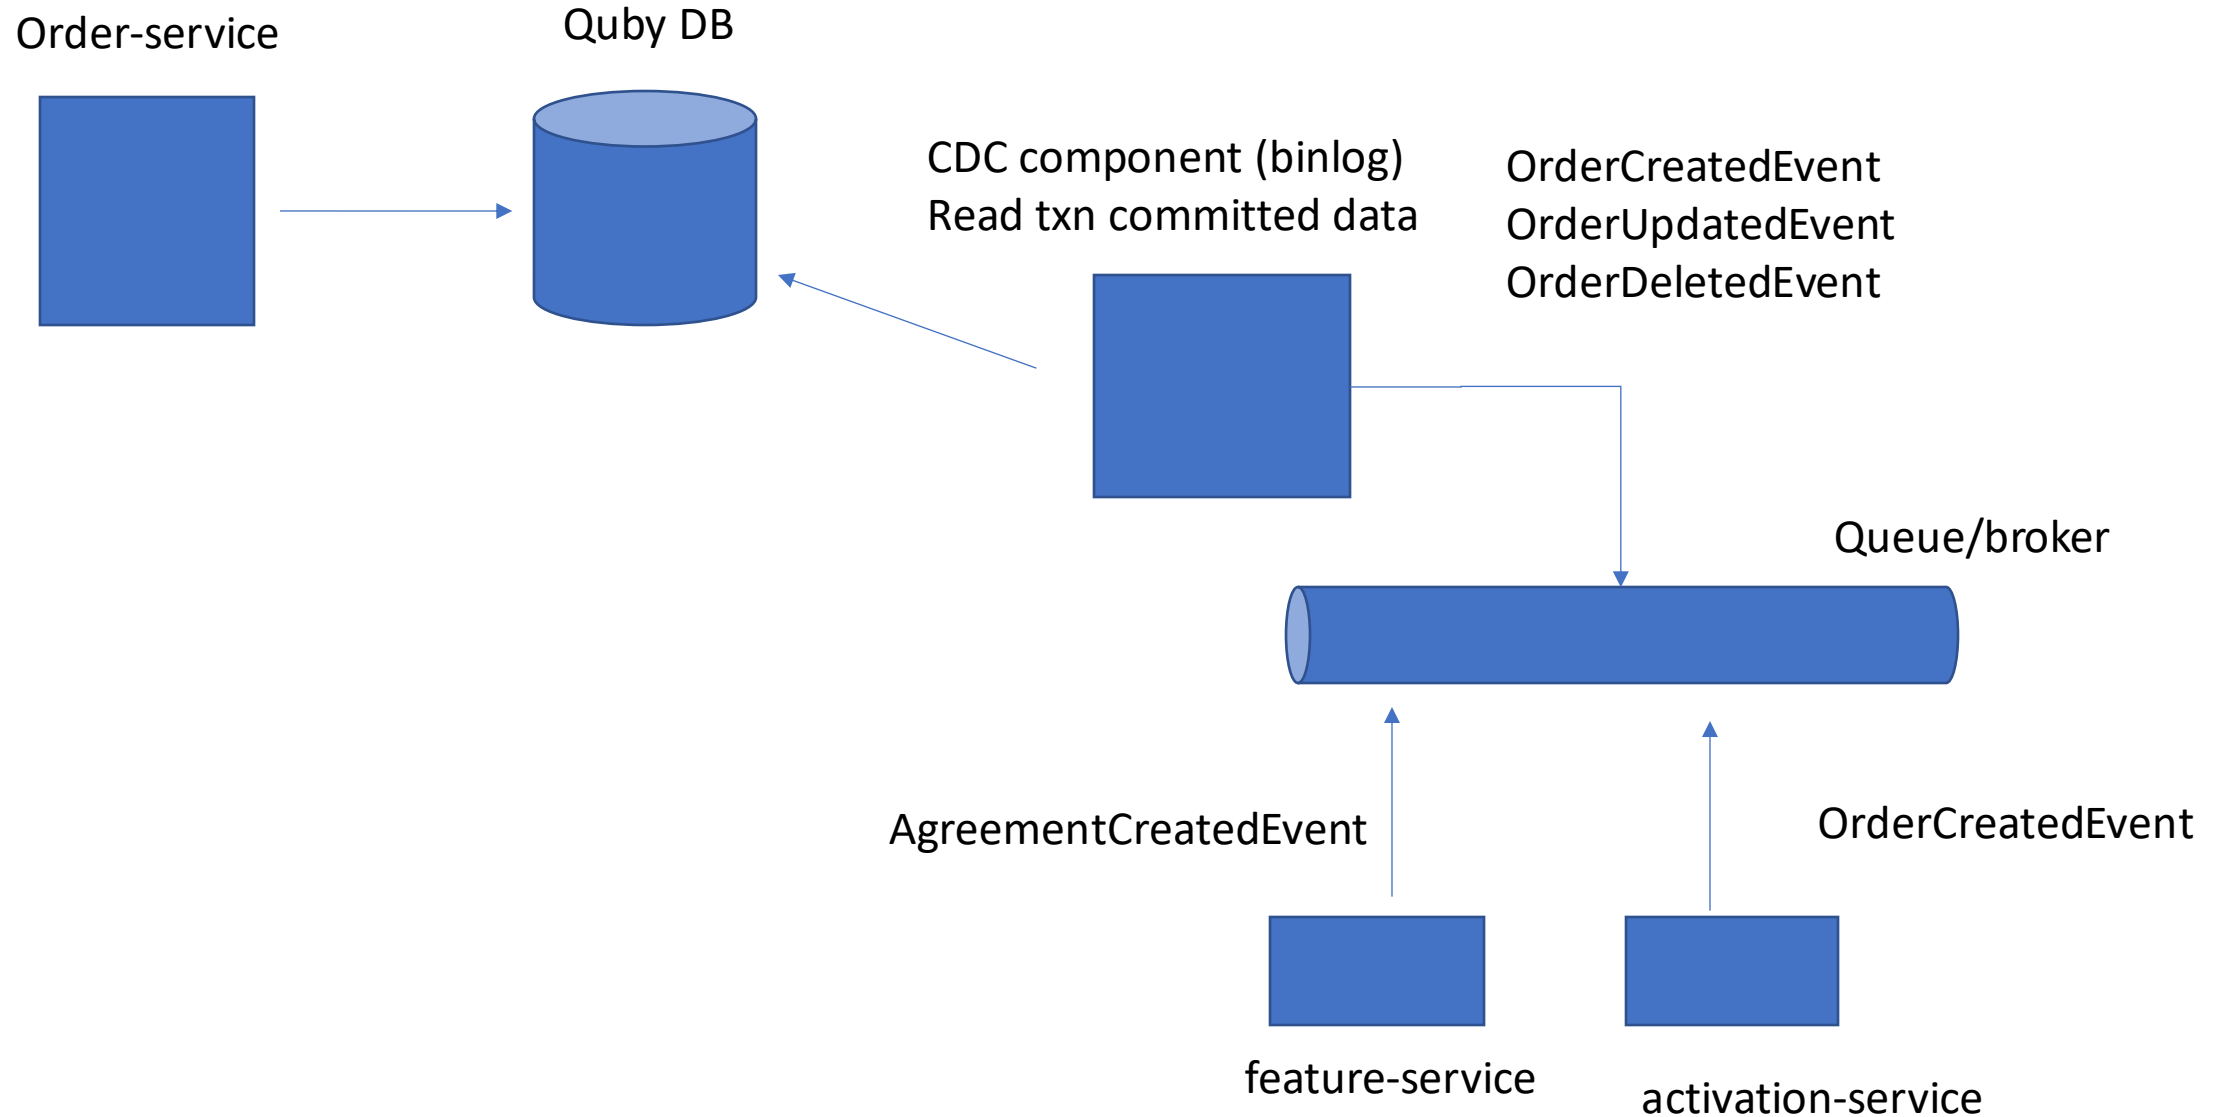 Order-service
Quby DB
CDC component (binlog)
Read txn committed data
OrderCreatedEvent
OrderUpdatedEvent
OrderDeletedEvent
Queue/broker
AgreementCreatedEvent
OrderCreatedEvent
feature-service
activation-service